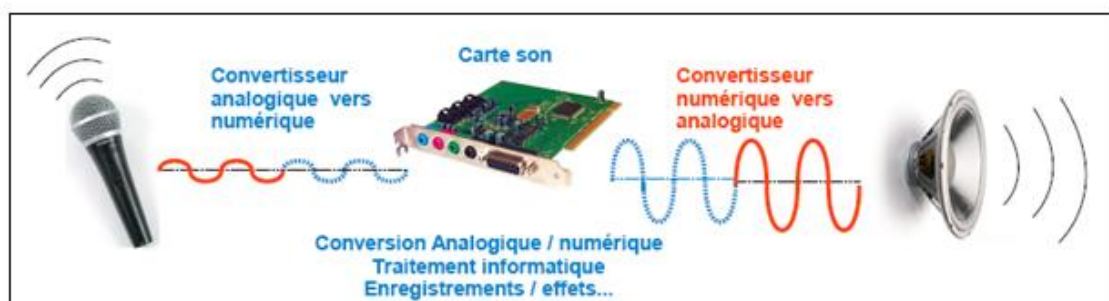 Carte son
Convertisseur
analogique vers
numérique
Convertisseur
numérique vers
analogique
Conversion Analogique / numérique
Traitement informatique
Enregistrements / effets...